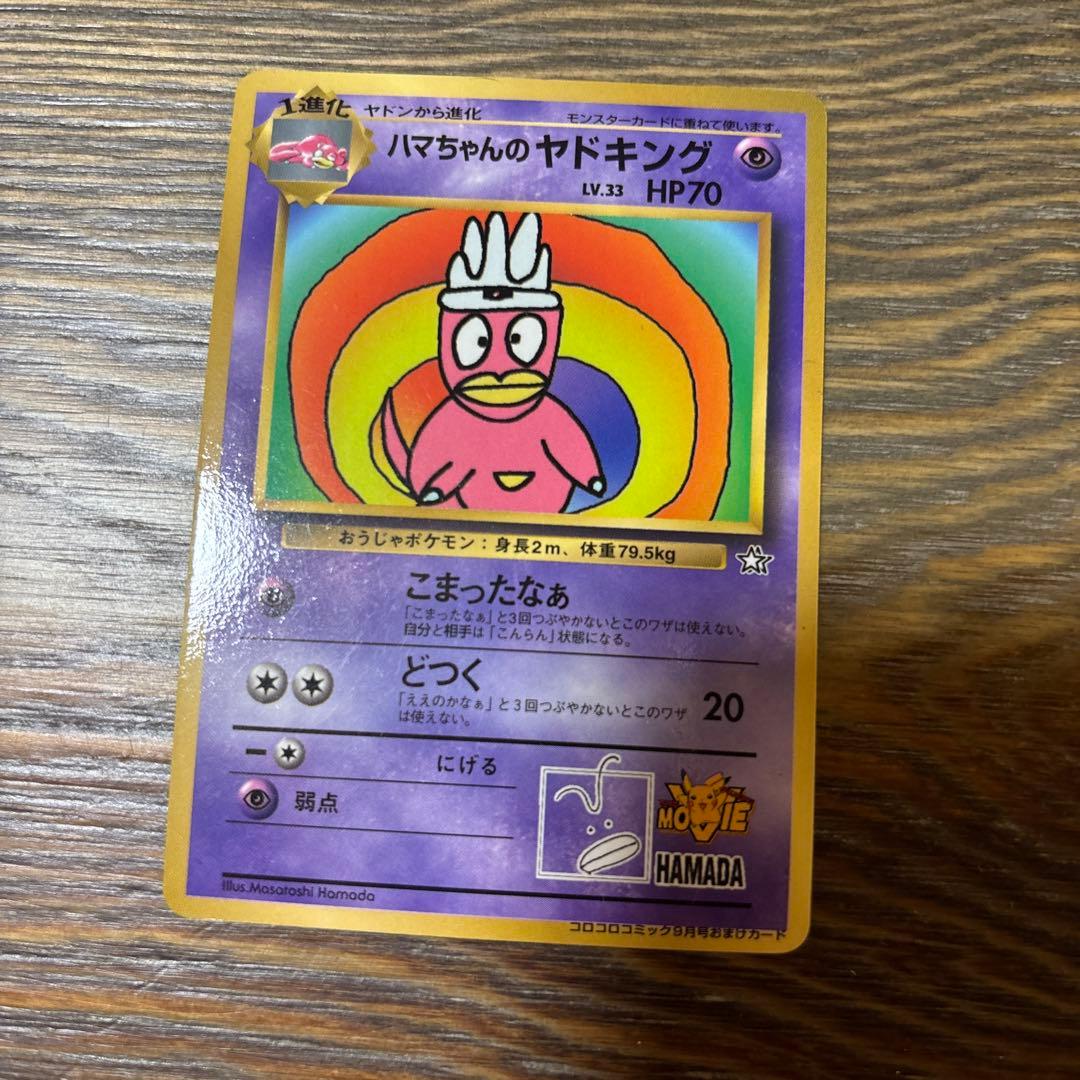 1進化
ヤドンから進化
モンスターカードに重ねて使います。
ハマちゃんのヤドキング
LV.33 HP70
おうじゃポケモン：身長2m、体重79.5kg
こまったなぁ
「こまったなぁ」と3回つぶやかないとこのワザは使えない。
自分と相手は「こんらん」状態になる。
どつく
「ええのかなぁ」と3回つぶやかないとこのワザ
は使えない。
20
にげる
弱点
MOVIE
HAMADA
Illus.Masatoshi Hamada
コロコロコミック9月号おまけカード